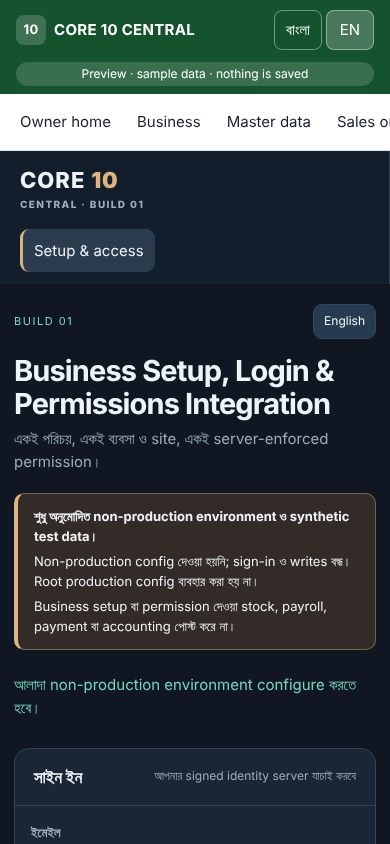 10 CORE 10 CENTRAL বাংলা EN
Preview · sample data · nothing is saved
Owner home Business Master data Sales o
CORE 10
CENTRAL · BUILD 01
Setup & access
BUILD 01 English
Business Setup, Login &
Permissions Integration
একই পরিচয়, একই ব্যবসা ও site, একই server-enforced
permission।
শুধু অনুমোদিত non-production environment ও synthetic
test data।
Non-production config দেওয়া হয়নি; sign-in ও writes বন্ধ।
Root production config ব্যবহার করা হয় না।
Business setup বা permission দেওয়া stock, payroll,
payment বা accounting পোস্ট করে না।
আলাদা non-production environment configure করতে
হবে।
সাইন ইন আপনার signed identity server যাচাই করবে
ইমেইল